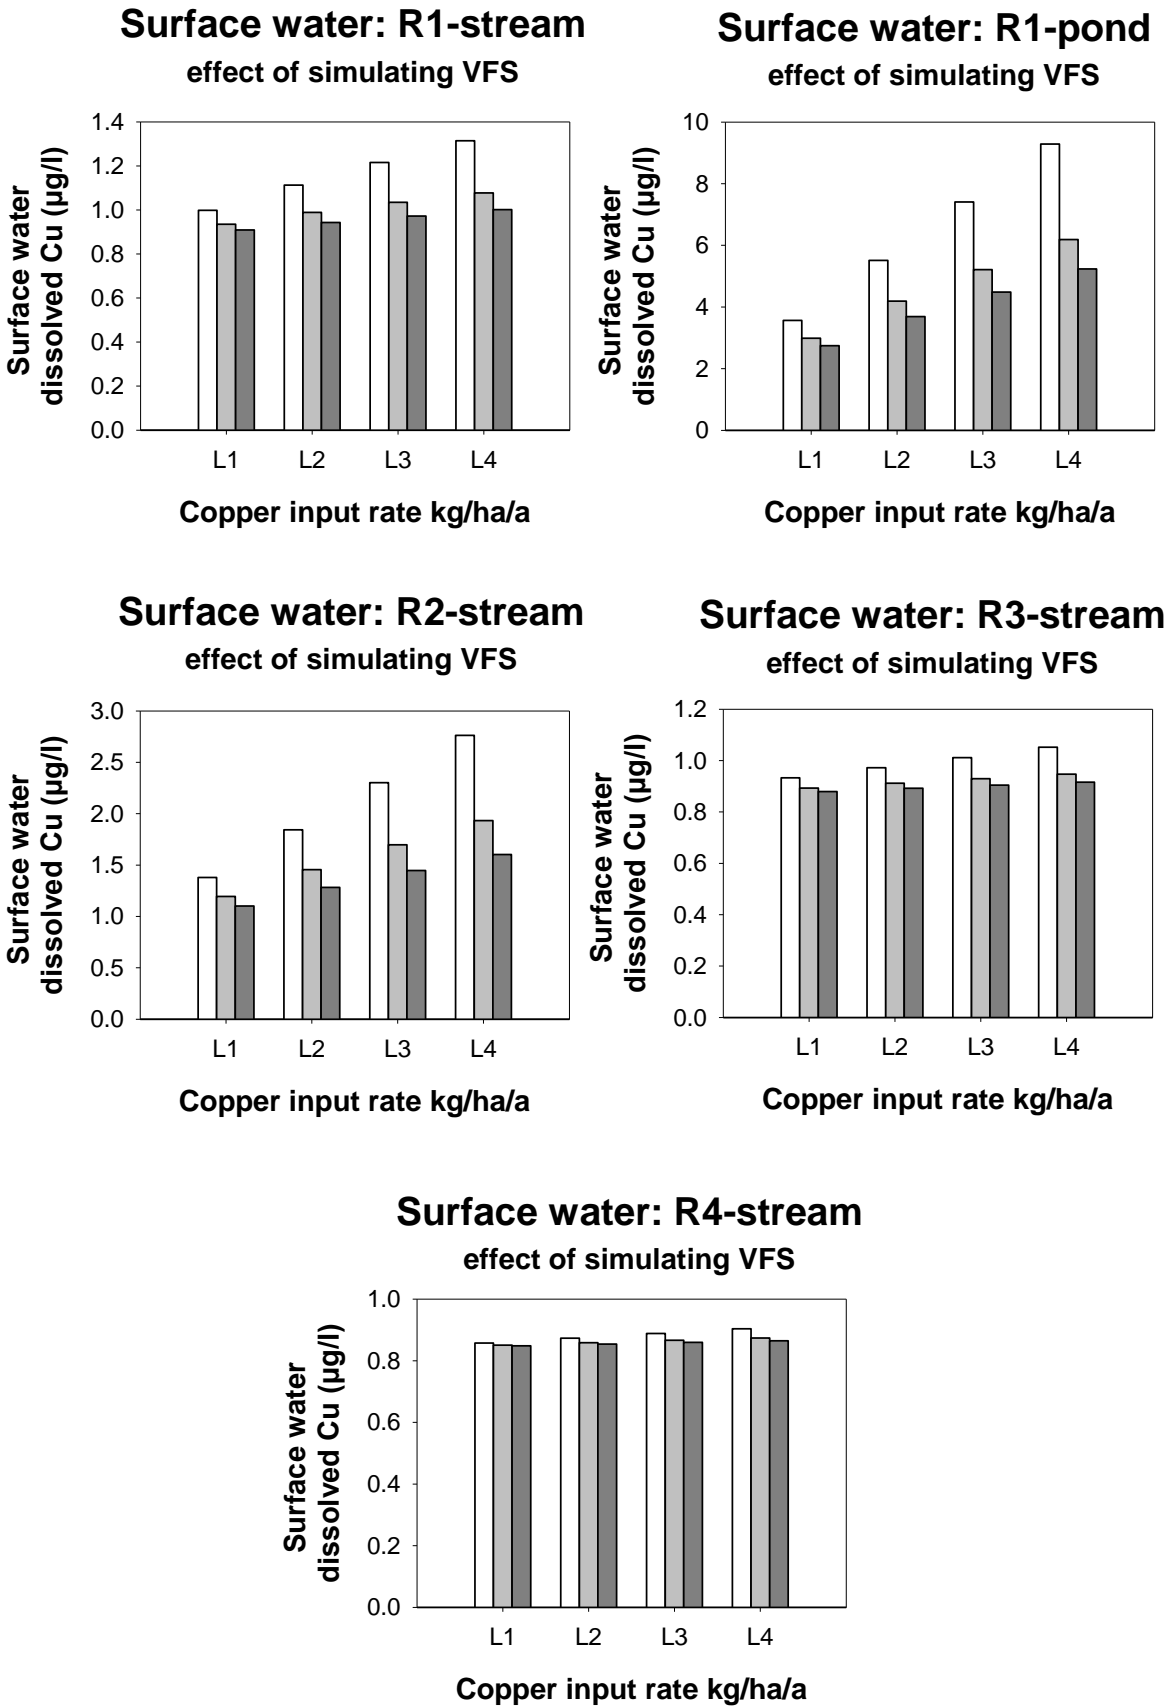 Surface water: R1-stream
effect of simulating VFS
Surface water
dissolved Cu (µg/l)
1.4
1.2
1.0
0.8
0.6
0.4
0.2
0.0
L1 L2 L3 L4
Copper input rate kg/ha/a
Surface water: R1-pond
effect of simulating VFS
Surface water
dissolved Cu (µg/l)
10
8
6
4
2
0
L1 L2 L3 L4
Copper input rate kg/ha/a
Surface water: R2-stream
effect of simulating VFS
Surface water
dissolved Cu (µg/l)
3.0
2.5
2.0
1.5
1.0
0.5
0.0
L1 L2 L3 L4
Copper input rate kg/ha/a
Surface water: R3-stream
effect of simulating VFS
Surface water
dissolved Cu (µg/l)
1.2
1.0
0.8
0.6
0.4
0.2
0.0
L1 L2 L3 L4
Copper input rate kg/ha/a
Surface water: R4-stream
effect of simulating VFS
Surface water
dissolved Cu (µg/l)
1.0
0.8
0.6
0.4
0.2
0.0
L1 L2 L3 L4
Copper input rate kg/ha/a